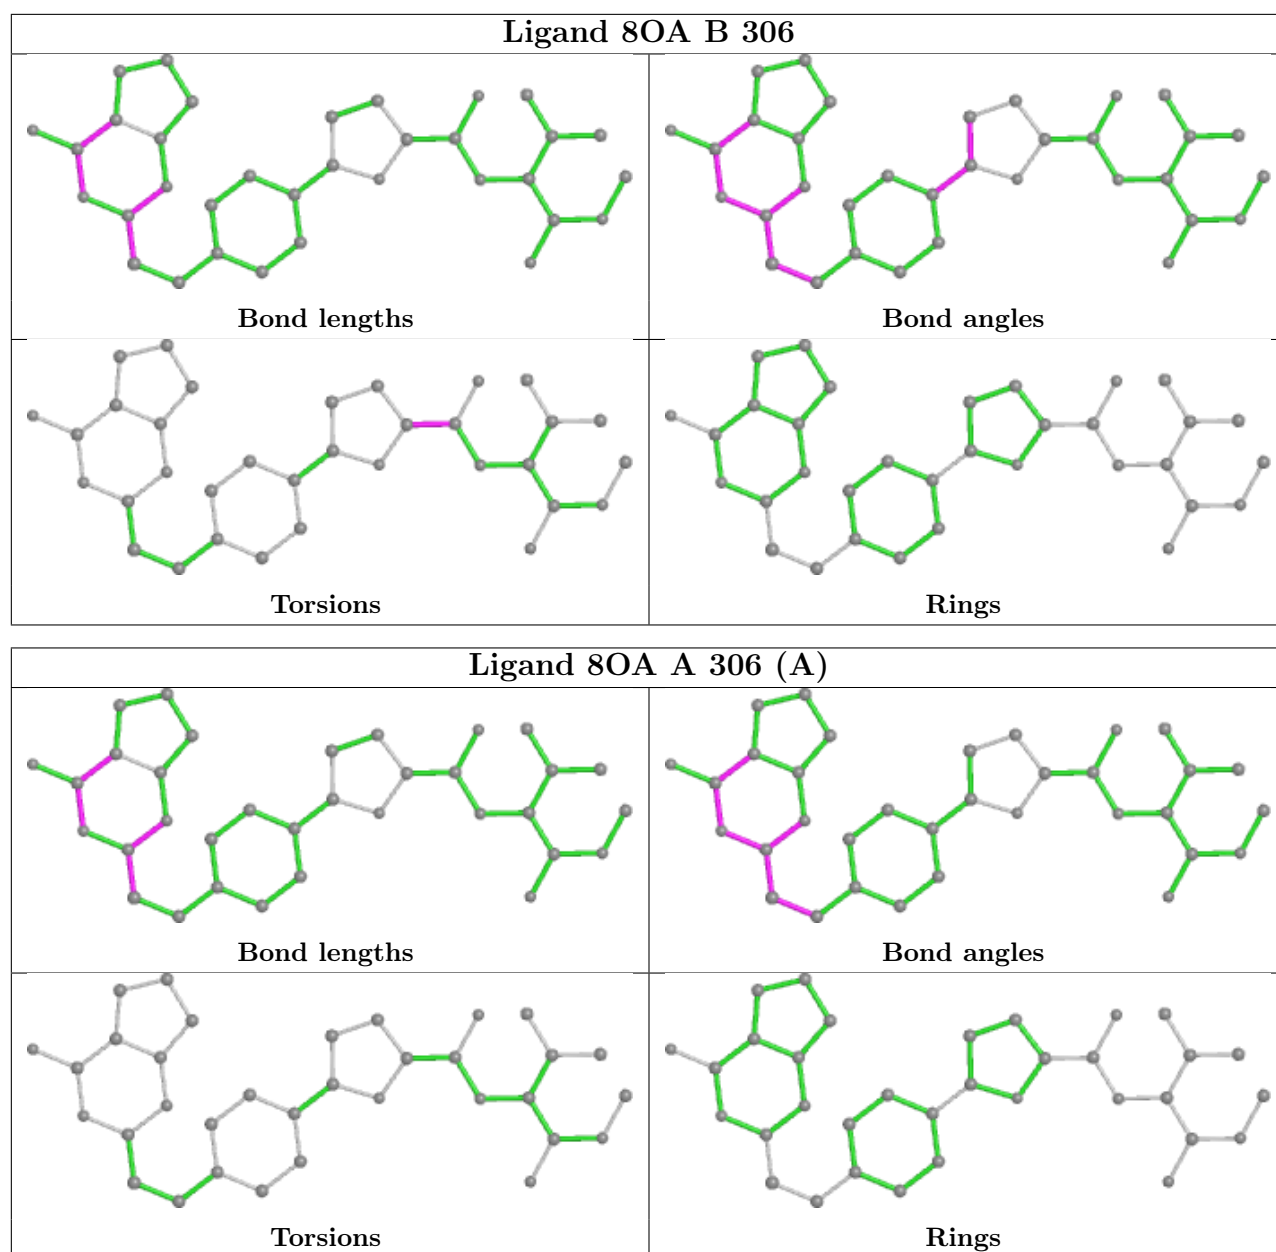 Ligand 8OA B 306
Bond lengths
Bond angles
Torsions
Rings
Ligand 8OA A 306 (A)
Bond lengths
Bond angles
Torsions
Rings